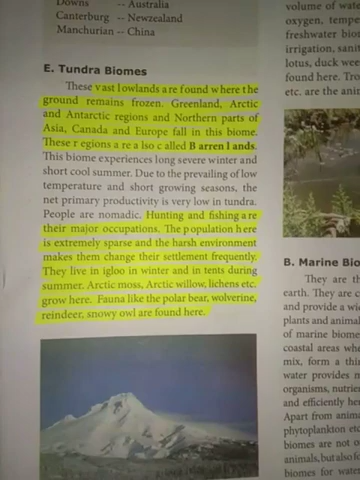 Downs -- Australia
Canterburg -- Newzealand
Manchurian -- China
E. Tundra Biomes
These vast lowlands are found where the
ground remains frozen. Greenland, Arctic
and Antarctic regions and Northern parts of
Asia, Canada and Europe fall in this biome.
These regions are also called Barren lands.
This biome experiences long severe winter and
short cool summer. Due to the prevailing of low
temperature and short growing seasons, the
net primary productivity is very low in tundra.
People are nomadic. Hunting and fishing are
their major occupations. The population here
is extremely sparse and the harsh environment
makes them change their settlement frequently.
They live in igloo in winter and in tents during
summer. Arctic moss, Arctic willow, lichens etc,
grow here. Fauna like the polar bear, wolverine,
reindeer, snowy owl are found here.
volume of wate
oxygen, tempe
freshwater bio
irrigation, sani
lotus, duck wee
found here. Tro
etc. are the anir
B. Marine Bio
They are th
earth. They are c
and provide a wi
plants and animal
of marine biome
coastal areas whe
mix, form a thi
water provides n
organisms, nutrie
and efficiently he
Apart from anim
phytoplankton etc
biomes are not o
animals, but also fo
biomes for water